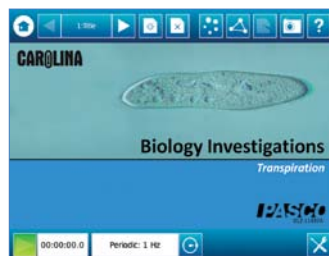 1:Title
?
CAROLINA
Biology Investigations
Transpiration
PASCO
00:00:00.0
Periodic: 1 Hz